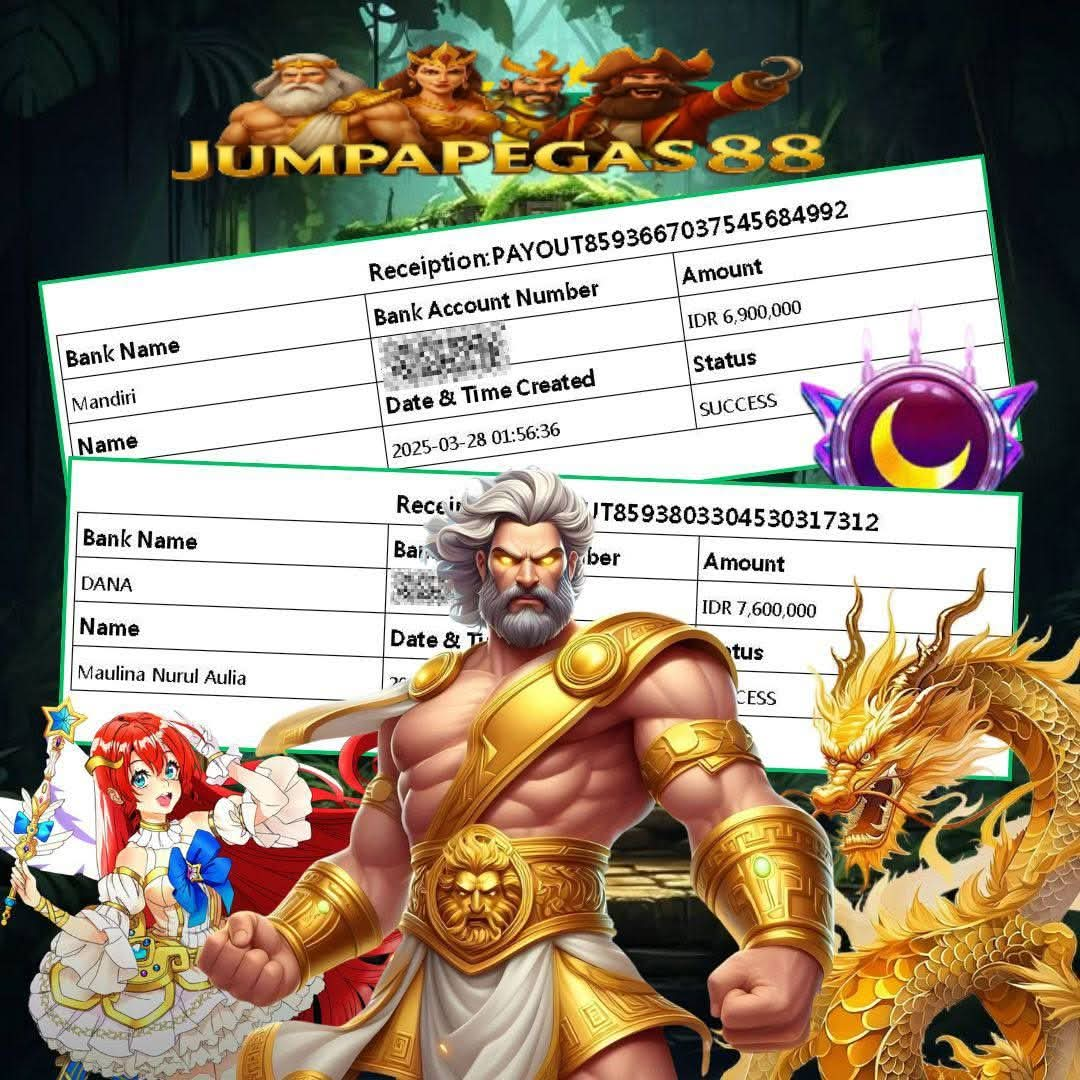 JUMPAPEGAS88
Receiption:PAYOUT8593667037545684992
Bank Name
Bank Account Number
Amount
Mandiri
IDR 6,900,000
Name
Date & Time Created
Status
2025-03-28 01:56:36
SUCCESS
UT8593803304530317312
Bank Name
Amount
DANA
IDR 7,600,000
Name
Date &
Maulina Nurul Aulia